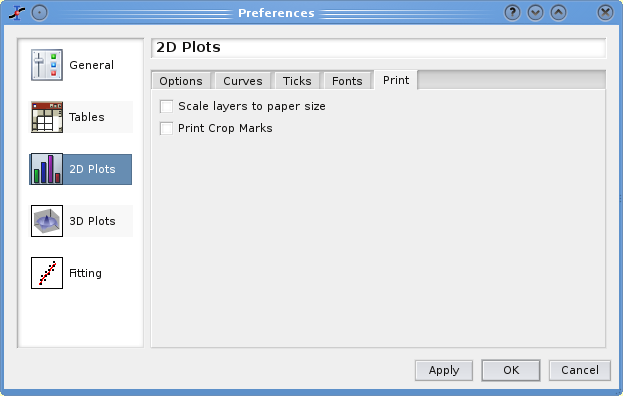 Preferences
General
Tables
2D Plots
3D Plots
Fitting
2D Plots
Options Curves Ticks Fonts Print
Scale layers to paper size
Print Crop Marks
Apply OK Cancel